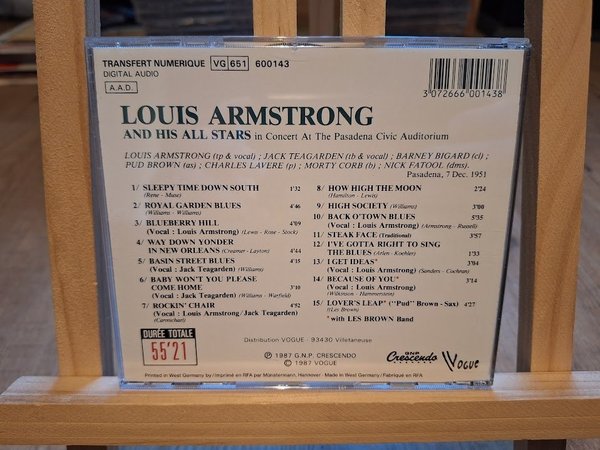 TRANSFERT NUMERIQUE VG 651 600143
DIGITAL AUDIO
A.A.D.
3 072666 001438
LOUIS ARMSTRONG
AND HIS ALL STARS in Concert At The Pasadena Civic Auditorium
LOUIS ARMSTRONG (tp & vocal) ; JACK TEAGARDEN (tb & vocal) ; BARNEY BIGARD (cl) ;
PUD BROWN (as) ; CHARLES LAVERE (p) ; MORTY CORB (b) ; NICK FATOOL (dms).
Pasadena, 7 Dec. 1951
1/ SLEEPY TIME DOWN SOUTH 1'32
(Rene - Muse)
2/ ROYAL GARDEN BLUES 4'46
(Williams - Williams)
3/ BLUEBERRY HILL 4'09
(Vocal : Louis Armstrong) (Lewis - Rose - Stock)
4/ WAY DOWN YONDER
IN NEW ORLEANS (Creamer - Layton) 4'44
5/ BASIN STREET BLUES 4'15
(Vocal : Jack Teagarden) (Williams)
6/ BABY WON'T YOU PLEASE
COME HOME 3'10
(Vocal : Jack Teagarden) (Williams - Warfield)
7/ ROCKIN' CHAIR 4'52
(Vocal : Louis Armstrong/Jack Teagarden)
(Carmichael)
8/ HOW HIGH THE MOON 2'24
(Hamilton - Lewis)
9/ HIGH SOCIETY (Williams) 3'00
10/ BACK O'TOWN BLUES 5'35
(Vocal : Louis Armstrong) (Armstrong - Russell)
11/ STEAK FACE (Traditional) 3'57
12/ I'VE GOTTA RIGHT TO SING
THE BLUES (Arlen - Koehler) 1'33
13/ I GET IDEAS* 3'04
(Vocal : Louis Armstrong) (Sanders - Cochran)
14/ BECAUSE OF YOU* 3'14
(Vocal : Louis Armstrong)
(Wilkinson - Hammerstein)
15/ LOVER'S LEAP* ("Pud" Brown - Sax) 4'27
(Les Brown)
*with LES BROWN Band
DURÉE TOTALE
55'21
Distribution VOGUE - 93430 Villetaneuse
GNP
Crescendo
VOGUE
℗ 1987 G.N.P. CRESCENDO
© 1987 VOGUE
Printed in West Germany by/Imprimé en RFA par Münstermann, Hannover Made in West Germany/Fabriqué en RFA.